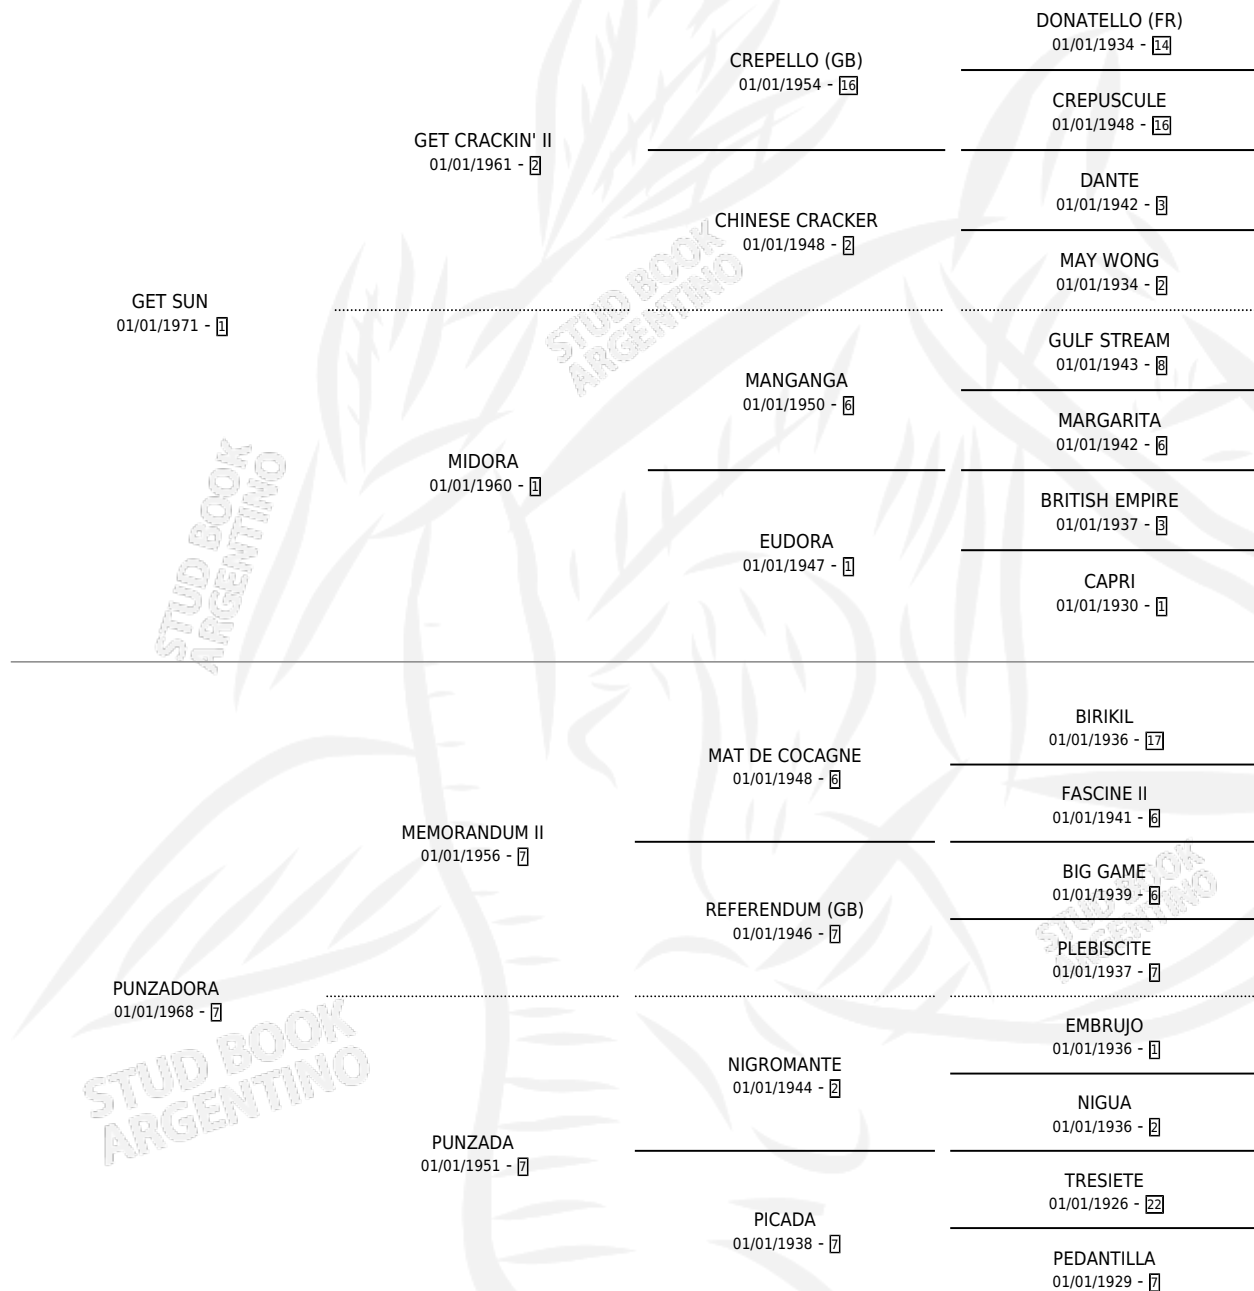 DONATELLO (FR)
01/01/1934 - 14
CREPELLO (GB)
01/01/1954 - 16
CREPUSCULE
01/01/1948 - 16
GET CRACKIN' II
01/01/1961 - 2
DANTE
01/01/1942 - 3
CHINESE CRACKER
01/01/1948 - 2
MAY WONG
01/01/1934 - 2
GET SUN
01/01/1971 - 1
GULF STREAM
01/01/1943 - 8
MANGANGA
01/01/1950 - 6
MARGARITA
01/01/1942 - 6
MIDORA
01/01/1960 - 1
BRITISH EMPIRE
01/01/1937 - 3
EUDORA
01/01/1947 - 1
CAPRI
01/01/1930 - 1
BIRIKIL
01/01/1936 - 17
MAT DE COCAGNE
01/01/1948 - 6
FASCINE II
01/01/1941 - 6
MEMORANDUM II
01/01/1956 - 7
BIG GAME
01/01/1939 - 6
REFERENDUM (GB)
01/01/1946 - 7
PLEBISCITE
01/01/1937 - 7
PUNZADORA
01/01/1968 - 7
EMBRUJO
01/01/1936 - 1
NIGROMANTE
01/01/1944 - 2
NIGUA
01/01/1936 - 2
PUNZADA
01/01/1951 - 7
TRESIETE
01/01/1926 - 22
PICADA
01/01/1938 - 7
PEDANTILLA
01/01/1929 - 7
STUD BOOK
ARGENTINO
STUD BOOK
ARGENTINO
STUD BOOK
ARGENTINO
STUD BOOK
ARGENTINO